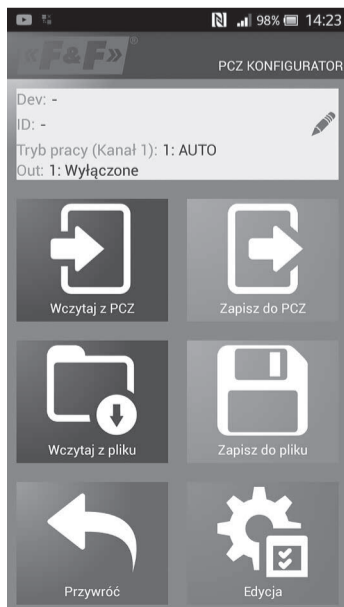 98% 14:23
«F&F»®
PCZ KONFIGURATOR
Dev: -
ID: -
Tryb pracy (Kanał 1): 1: AUTO
Out: 1: Wyłączone
Wczytaj z PCZ
Zapisz do PCZ
Wczytaj z pliku
Zapisz do pliku
Przywróć
Edycja